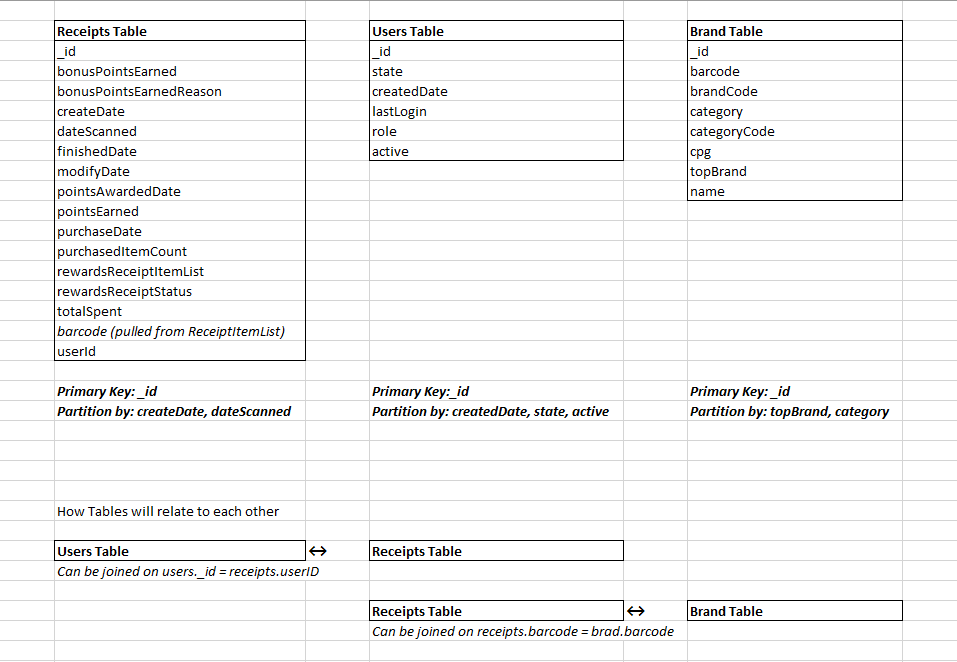 Receipts Table
_id
bonusPointsEarned
bonusPointsEarnedReason
createDate
dateScanned
finishedDate
modifyDate
pointsAwardedDate
pointsEarned
purchaseDate
purchasedItemCount
rewardsReceiptItemList
rewardsReceiptStatus
totalSpent
barcode (pulled from ReceiptItemList)
userId
Primary Key: _id
Partition by: createDate, dateScanned
Users Table
_id
state
createdDate
lastLogin
role
active
Primary Key:_id
Partition by: createdDate, state, active
Brand Table
_id
barcode
brandCode
category
categoryCode
cpg
topBrand
name
Primary Key: _id
Partition by: topBrand, category
How Tables will relate to each other
Users Table ↔ Receipts Table
Can be joined on users._id = receipts.userID
Receipts Table ↔ Brand Table
Can be joined on receipts.barcode = brad.barcode